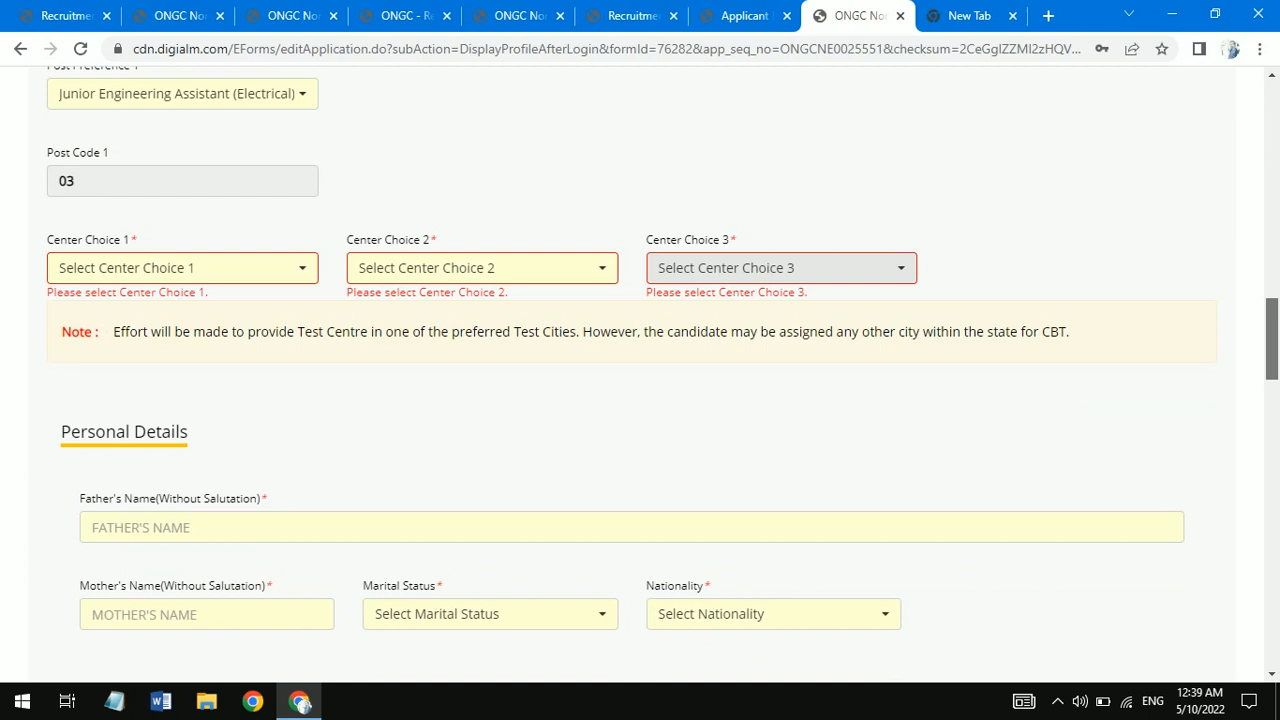 Recruitmen
ONGC No
ONGC No
ONGC - R
ONGC No
Recruitme
Applicant
ONGC No
New Tab
cdn.digialm.com/EForms/editApplication.do?subAction=DisplayProfileAfterLogin&formId=76282&app_seq_no=ONGCNE0025551&checksum=2CeGgIZZMI2zHQV...
Post Preference 1
Junior Engineering Assistant (Electrical)
Post Code 1
03
Center Choice 1* Center Choice 2* Center Choice 3*
Select Center Choice 1 Select Center Choice 2 Select Center Choice 3
Please select Center Choice 1. Please select Center Choice 2. Please select Center Choice 3.
Note : Effort will be made to provide Test Centre in one of the preferred Test Cities. However, the candidate may be assigned any other city within the state for CBT.
Personal Details
Father's Name(Without Salutation)*
FATHER'S NAME
Mother's Name(Without Salutation)* Marital Status* Nationality*
MOTHER'S NAME Select Marital Status Select Nationality
ENG
12:39 AM
5/10/2022